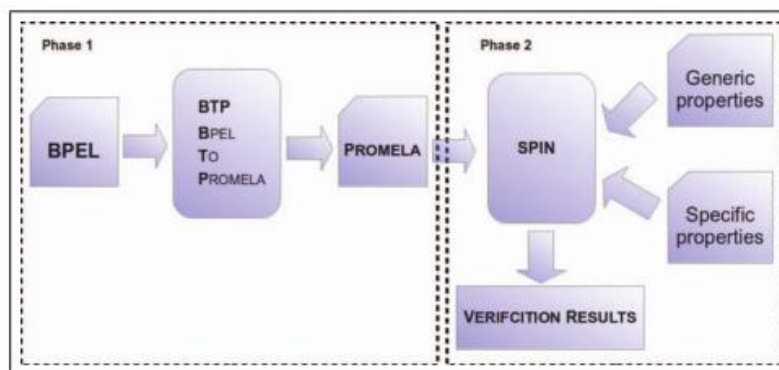 Phase 1
BPEL
BTP
BPEL
TO
PROMELA
PROMELA
Phase 2
SPIN
Generic
properties
Specific
properties
VERIFCITION RESULTS